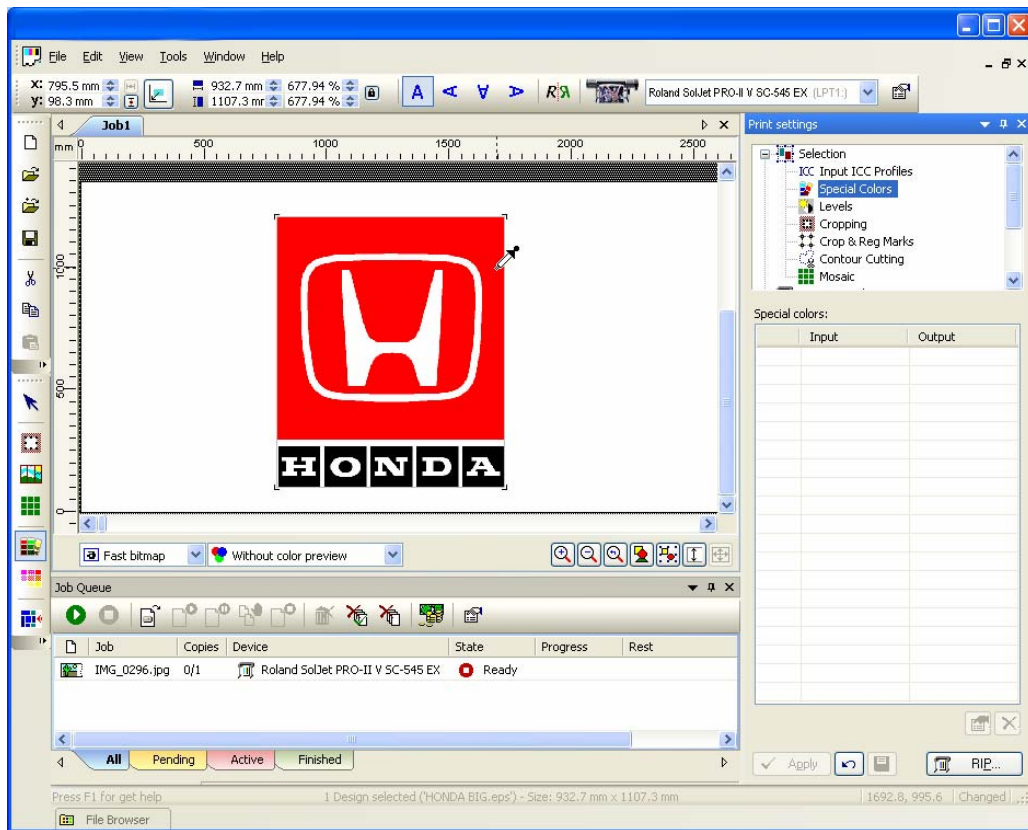 File Edit View Tools Window Help
X: 795.5 mm 932.7 mm 677.94 % A A A A RR Roland SolJet PRO-II V SC-545 EX (LPT1:)
y: 98.3 mm 1107.3 mr 677.94 %
Job1
Print settings
mm 0 500 1000 1500 2000 2500
1000
500
0
HONDA
Selection
ICC Input ICC Profiles
Special Colors
Levels
Cropping
Crop & Reg Marks
Contour Cutting
Mosaic
Special colors:
Input Output
Fast bitmap Without color preview
Job Queue
Job Copies Device State Progress Rest
IMG_0296.jpg 0/1 Roland SolJet PRO-II V SC-545 EX Ready
All Pending Active Finished
Apply RIP...
Press F1 for get help 1 Design selected ('HONDA BIG.eps') - Size: 932.7 mm x 1107.3 mm 1692.8, 995.6 Changed
File Browser